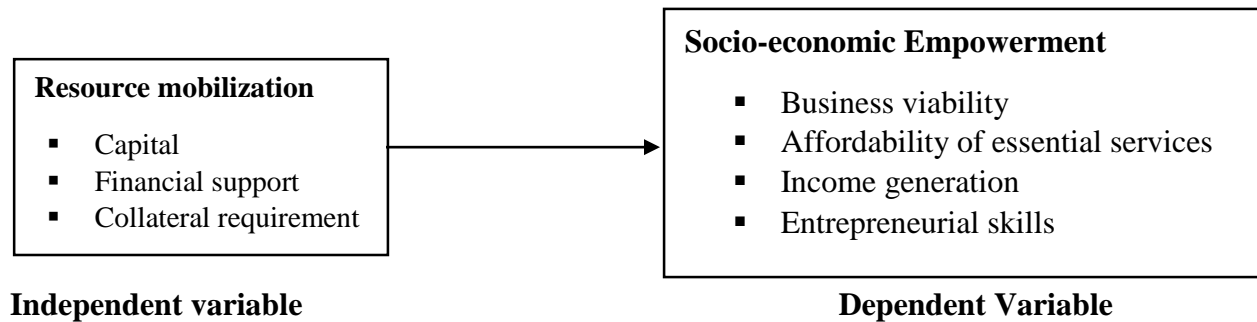 Resource mobilization
▪ Capital
▪ Financial support
▪ Collateral requirement
Independent variable
Socio-economic Empowerment
▪ Business viability
▪ Affordability of essential services
▪ Income generation
▪ Entrepreneurial skills
Dependent Variable